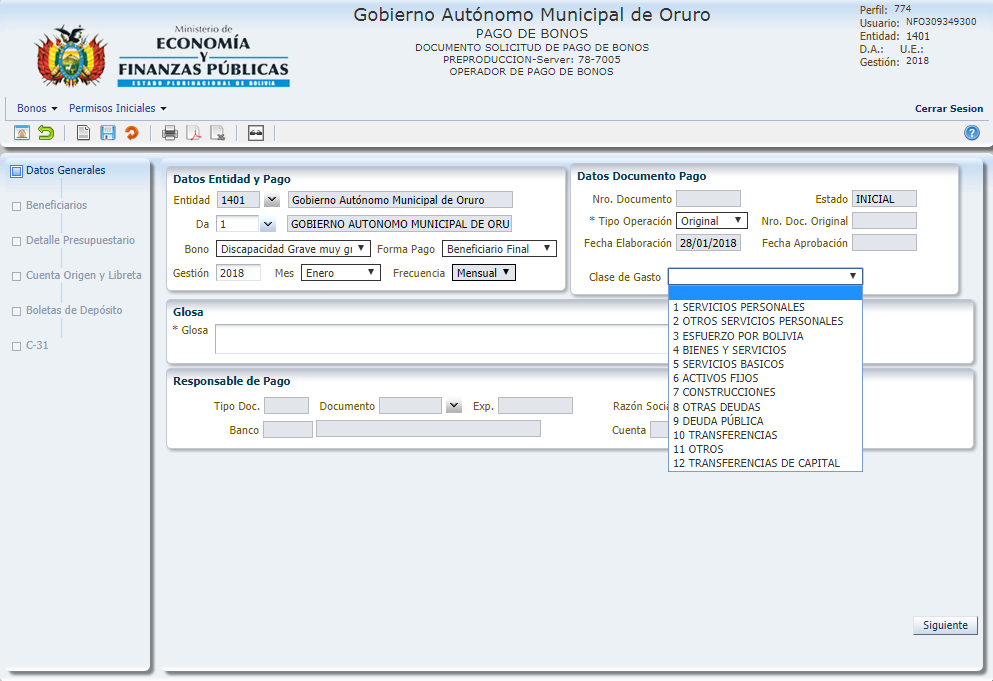 Gobierno Autónomo Municipal de Oruro
PAGO DE BONOS
DOCUMENTO SOLICITUD DE PAGO DE BONOS
PREPRODUCCION-Server: 78-7005
OPERADOR DE PAGO DE BONOS
Ministerio de
ECONOMÍA
Y
FINANZAS PÚBLICAS
ESTADO PLURINACIONAL DE BOLIVIA
Perfil: 774
Usuario: NFO309349300
Entidad: 1401
D.A.: U.E.:
Gestión: 2018
Bonos Permisos Iniciales Cerrar Sesion
Datos Generales
Beneficiarios
Detalle Presupuestario
Cuenta Origen y Libreta
Boletas de Depósito
C-31
Datos Entidad y Pago
Entidad 1401 Gobierno Autónomo Municipal de Oruro
Da 1 GOBIERNO AUTONOMO MUNICIPAL DE ORU
Bono Discapacidad Grave muy gr Forma Pago Beneficiario Final
Gestión 2018 Mes Enero Frecuencia Mensual
Datos Documento Pago
Nro. Documento Estado INICIAL
* Tipo Operación Original Nro. Doc. Original
Fecha Elaboración 28/01/2018 Fecha Aprobación
Clase de Gasto
1 SERVICIOS PERSONALES
2 OTROS SERVICIOS PERSONALES
3 ESFUERZO POR BOLIVIA
4 BIENES Y SERVICIOS
5 SERVICIOS BASICOS
6 ACTIVOS FIJOS
7 CONSTRUCCIONES
8 OTRAS DEUDAS
9 DEUDA PÚBLICA
10 TRANSFERENCIAS
11 OTROS
12 TRANSFERENCIAS DE CAPITAL
Glosa
* Glosa
Responsable de Pago
Tipo Doc. Documento Exp. Razón Socia
Banco Cuenta
Siguiente